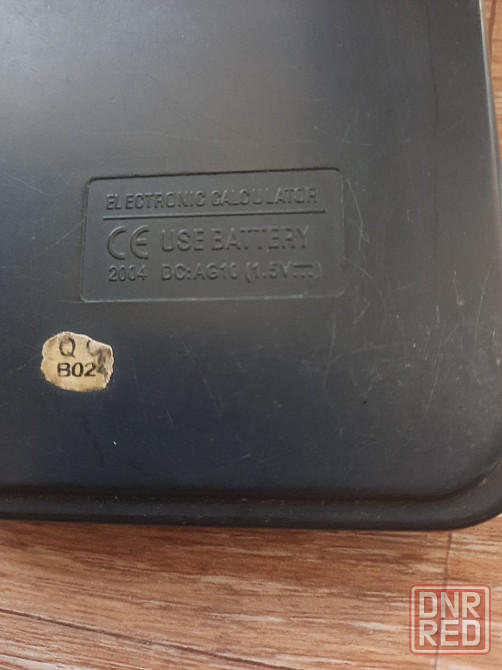 ELECTRONIC CALCULATOR
CE USE BATTERY
2004 DC:AG10 (1.5V⎓)
Q
B024
DNR
RED